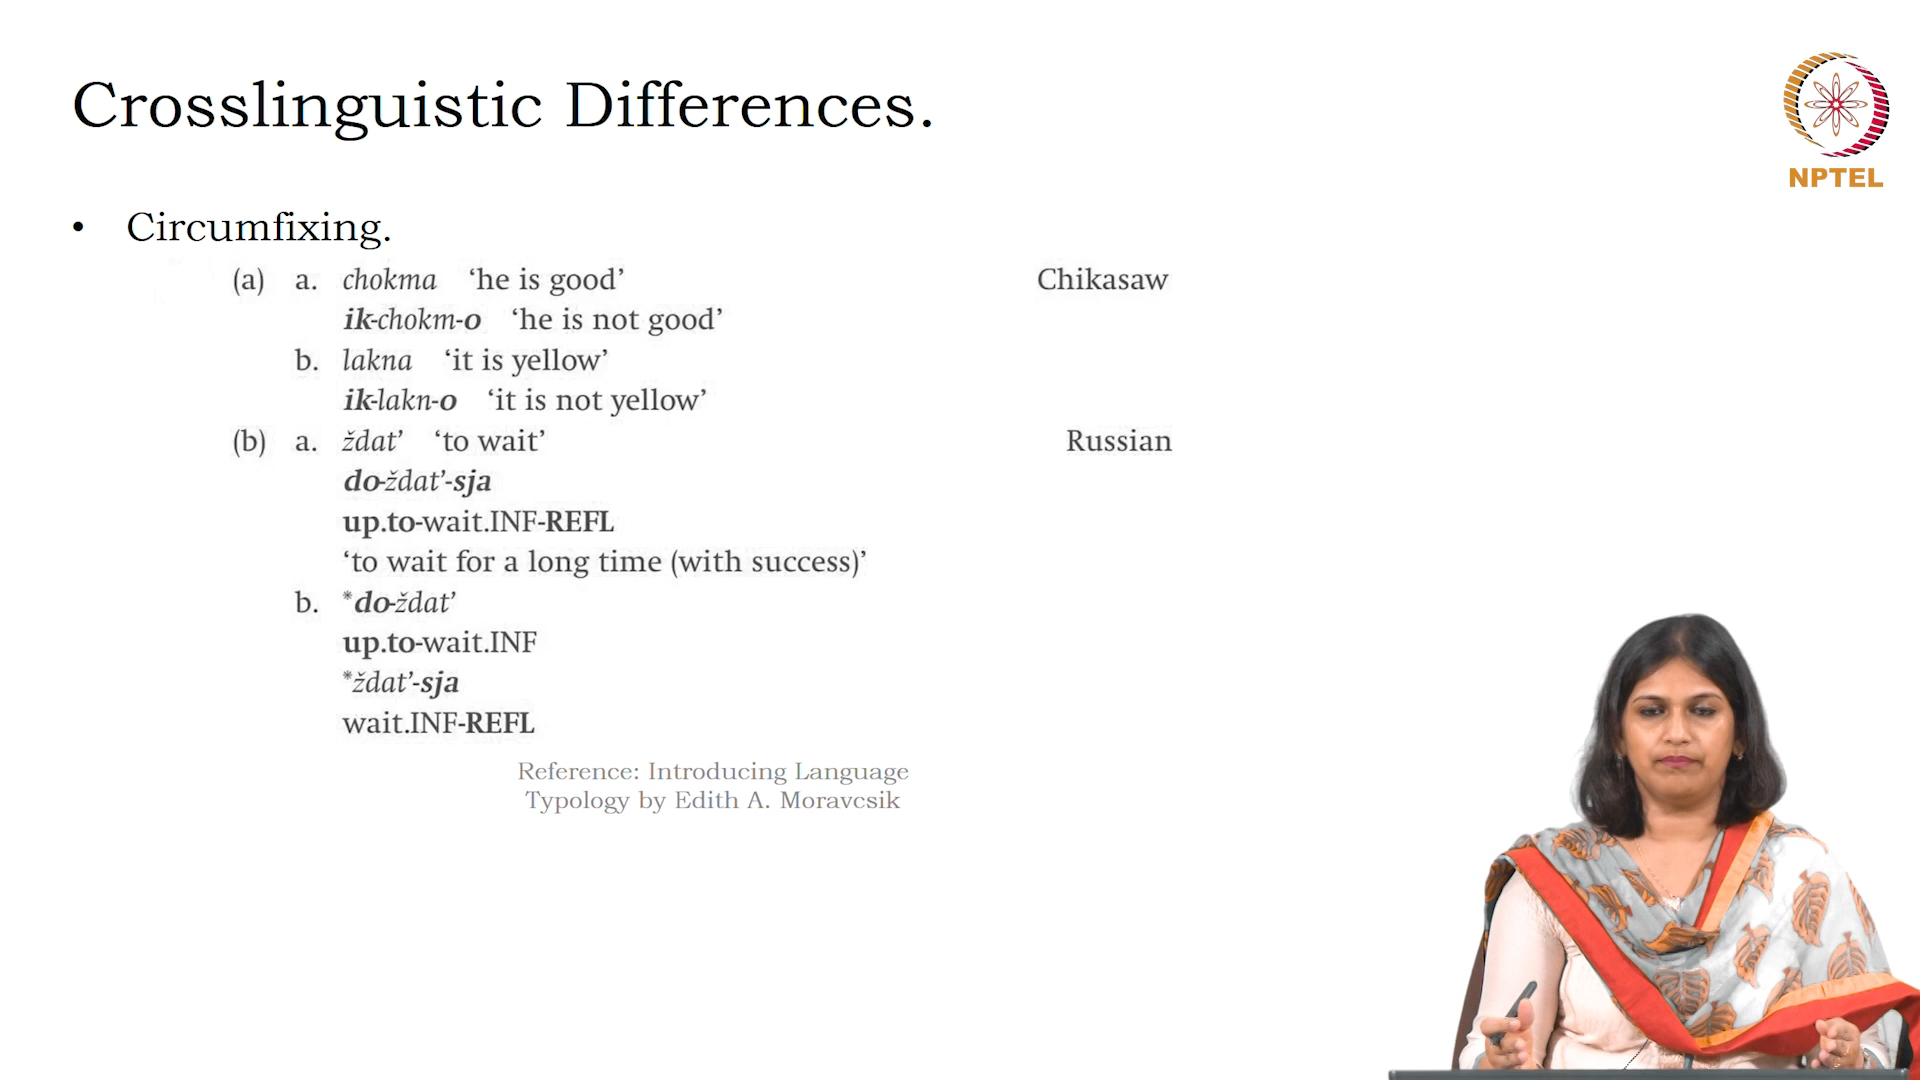 Crosslinguistic Differences.
NPTEL
• Circumfixing.
(a) a. chokma ‘he is good’ Chikasaw
ik-chokm-o ‘he is not good’
b. lakna ‘it is yellow’
ik-lakn-o ‘it is not yellow’
(b) a. ždat’ ‘to wait’ Russian
do-ždat’-sja
up.to-wait.INF-REFL
‘to wait for a long time (with success)’
b. *do-ždat’
up.to-wait.INF
*ždat’-sja
wait.INF-REFL
Reference: Introducing Language
Typology by Edith A. Moravcsik